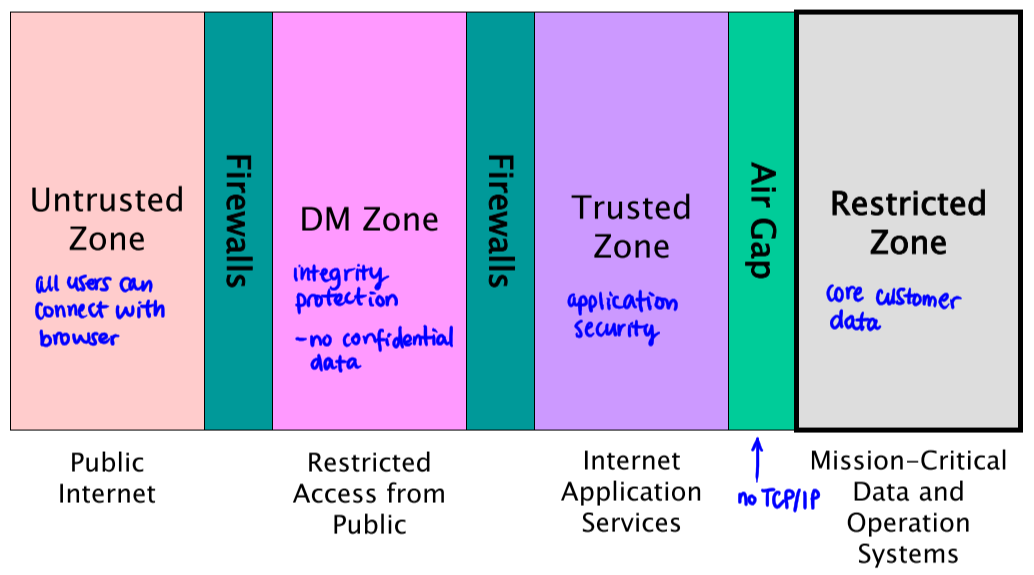 Untrusted
Zone
all users can
connect with
browser
Firewalls
DM Zone
integrity
protection
-no confidential
data
Firewalls
Trusted
Zone
application
security
Air Gap
Restricted
Zone
core customer
data
Public
Internet
Restricted
Access from
Public
Internet
Application
Services
no TCP/IP
Mission-Critical
Data and
Operation
Systems